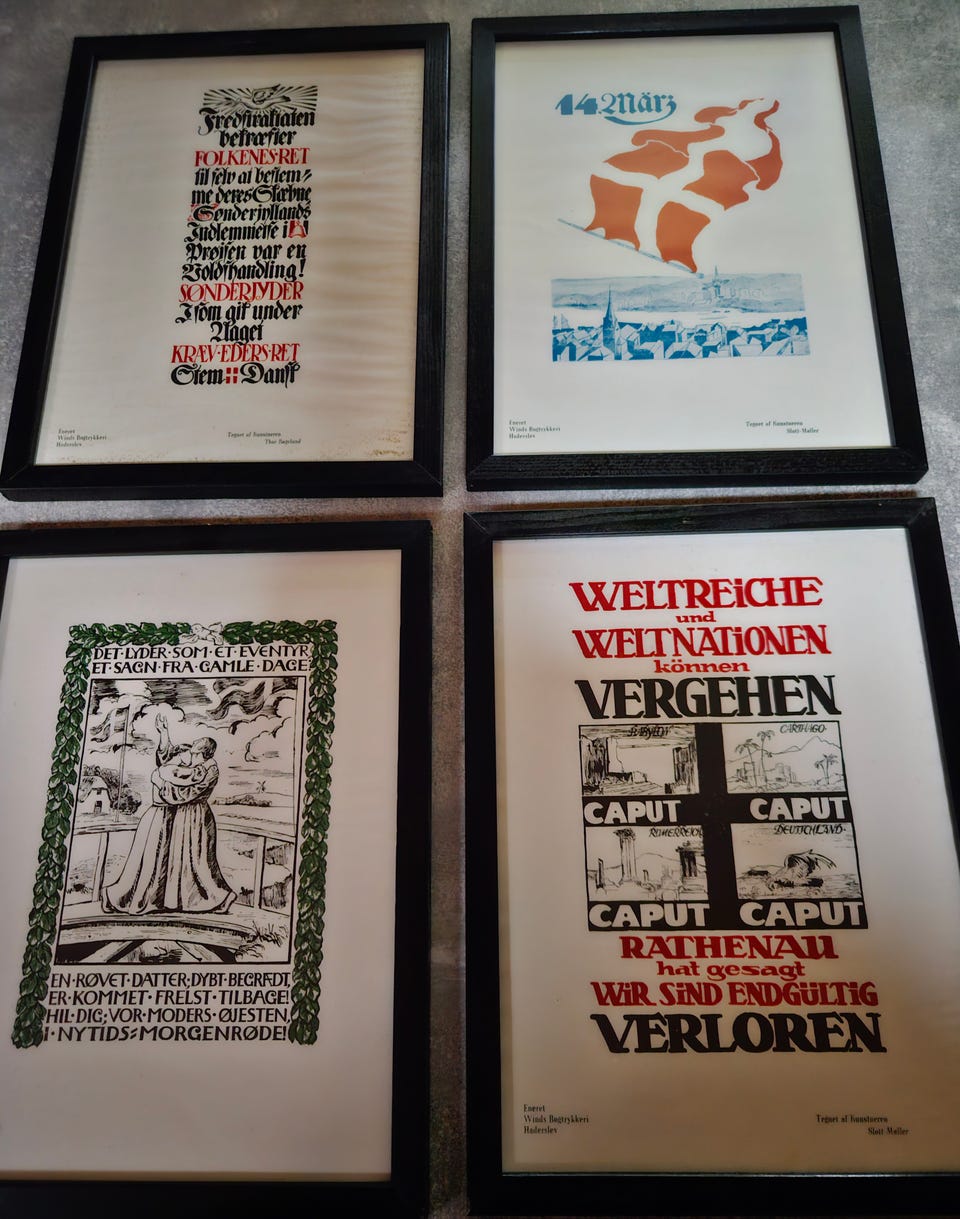 Fredstraktaten
bekræfter
FOLKENES·RET
til selv at bestem=
me deres Skæbne
Sønderjyllands
Indlemmelse i
Prøjsen var en
Voldshandling!
SØNDERJYDER
I som gik under
Aaget
KRÆV·EDERS·RET
Stem Dansk
Eneret
Winds Bogtrykkeri
Haderslev
Tegnet af Kunstneren
Thor Bøgelund
14. März
Eneret
Winds Bogtrykkeri
Haderslev
Tegnet af Kunstneren
Slott-Møller
DET·LYDER·SOM·ET·EVENTYR,
ET·SAGN·FRA·GAMLE·DAGE:
EN·RØVET·DATTER;DYBT·BEGRÆDT,
ER·KOMMET·FRELST·TILBAGE!
HIL·DIG;VOR·MODERS·ØJESTEN,
I·NYTIDS=MORGENRØDE!
WELTREiCHE
und
WELTNATiONEN
können
VERGEHEN
BABYLON
CARTHAGO·
CAPUT
CAPUT
RÖMERREICH
DEUTSCHLAND·
CAPUT
CAPUT
RATHENAU
hat gesagt
WiR SiND ENDGÜLTiG
VERLOREN
Eneret
Winds Bogtrykkeri
Haderslev
Tegnet af Kunstneren
Slott-Møller